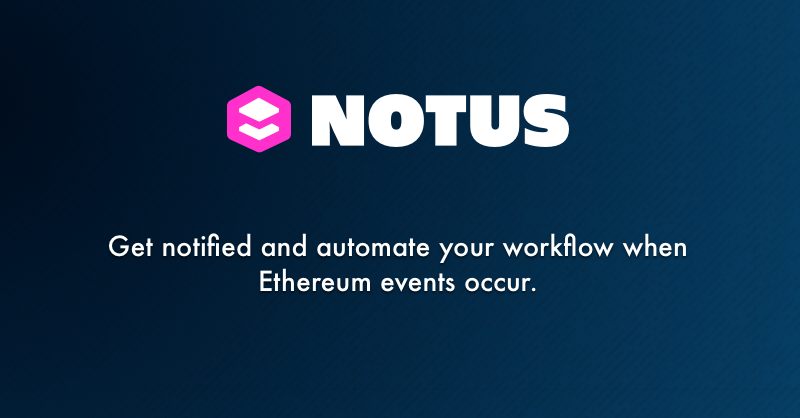 NOTUS
Get notified and automate your workflow when
Ethereum events occur.